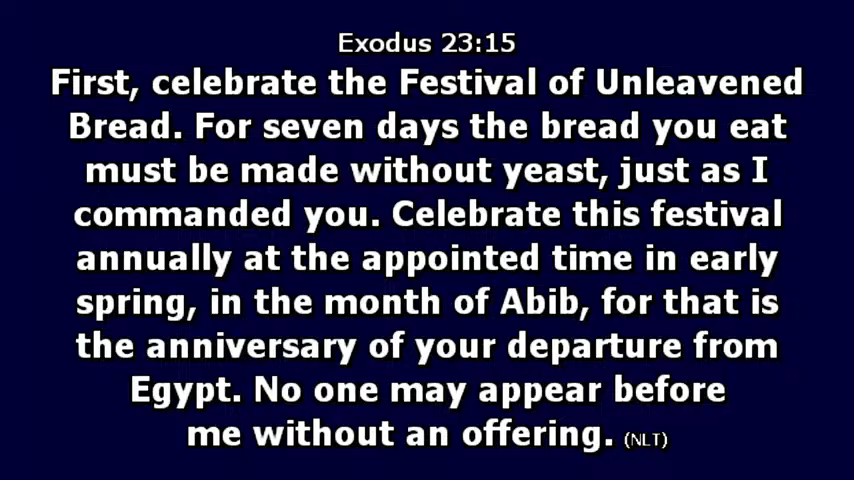 Exodus 23:15
First, celebrate the Festival of Unleavened
Bread. For seven days the bread you eat
must be made without yeast, just as I
commanded you. Celebrate this festival
annually at the appointed time in early
spring, in the month of Abib, for that is
the anniversary of your departure from
Egypt. No one may appear before
me without an offering. (NLT)